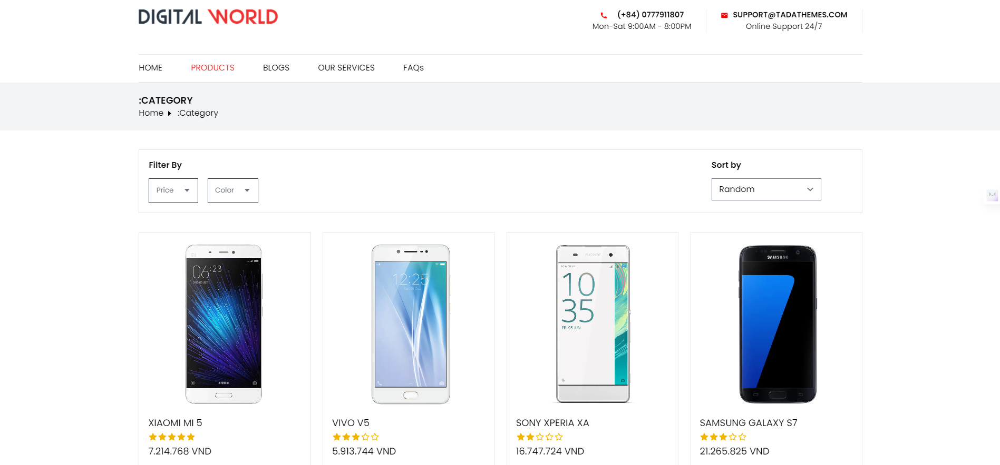 DIGITAL WORLD
(+84) 0777911807
Mon-Sat 9:00AM - 8:00PM
SUPPORT@TADATHEMES.COM
Online Support 24/7
HOME PRODUCTS BLOGS OUR SERVICES FAQs
:CATEGORY
Home :Category
Filter By
Price Color
Sort by
Random
06:23
12:25
SONY
10
35
FRI 05 JUN
SAMSUNG
XIAOMI MI 5
7.214.768 VND
VIVO V5
5.913.744 VND
SONY XPERIA XA
16.747.724 VND
SAMSUNG GALAXY S7
21.265.825 VND